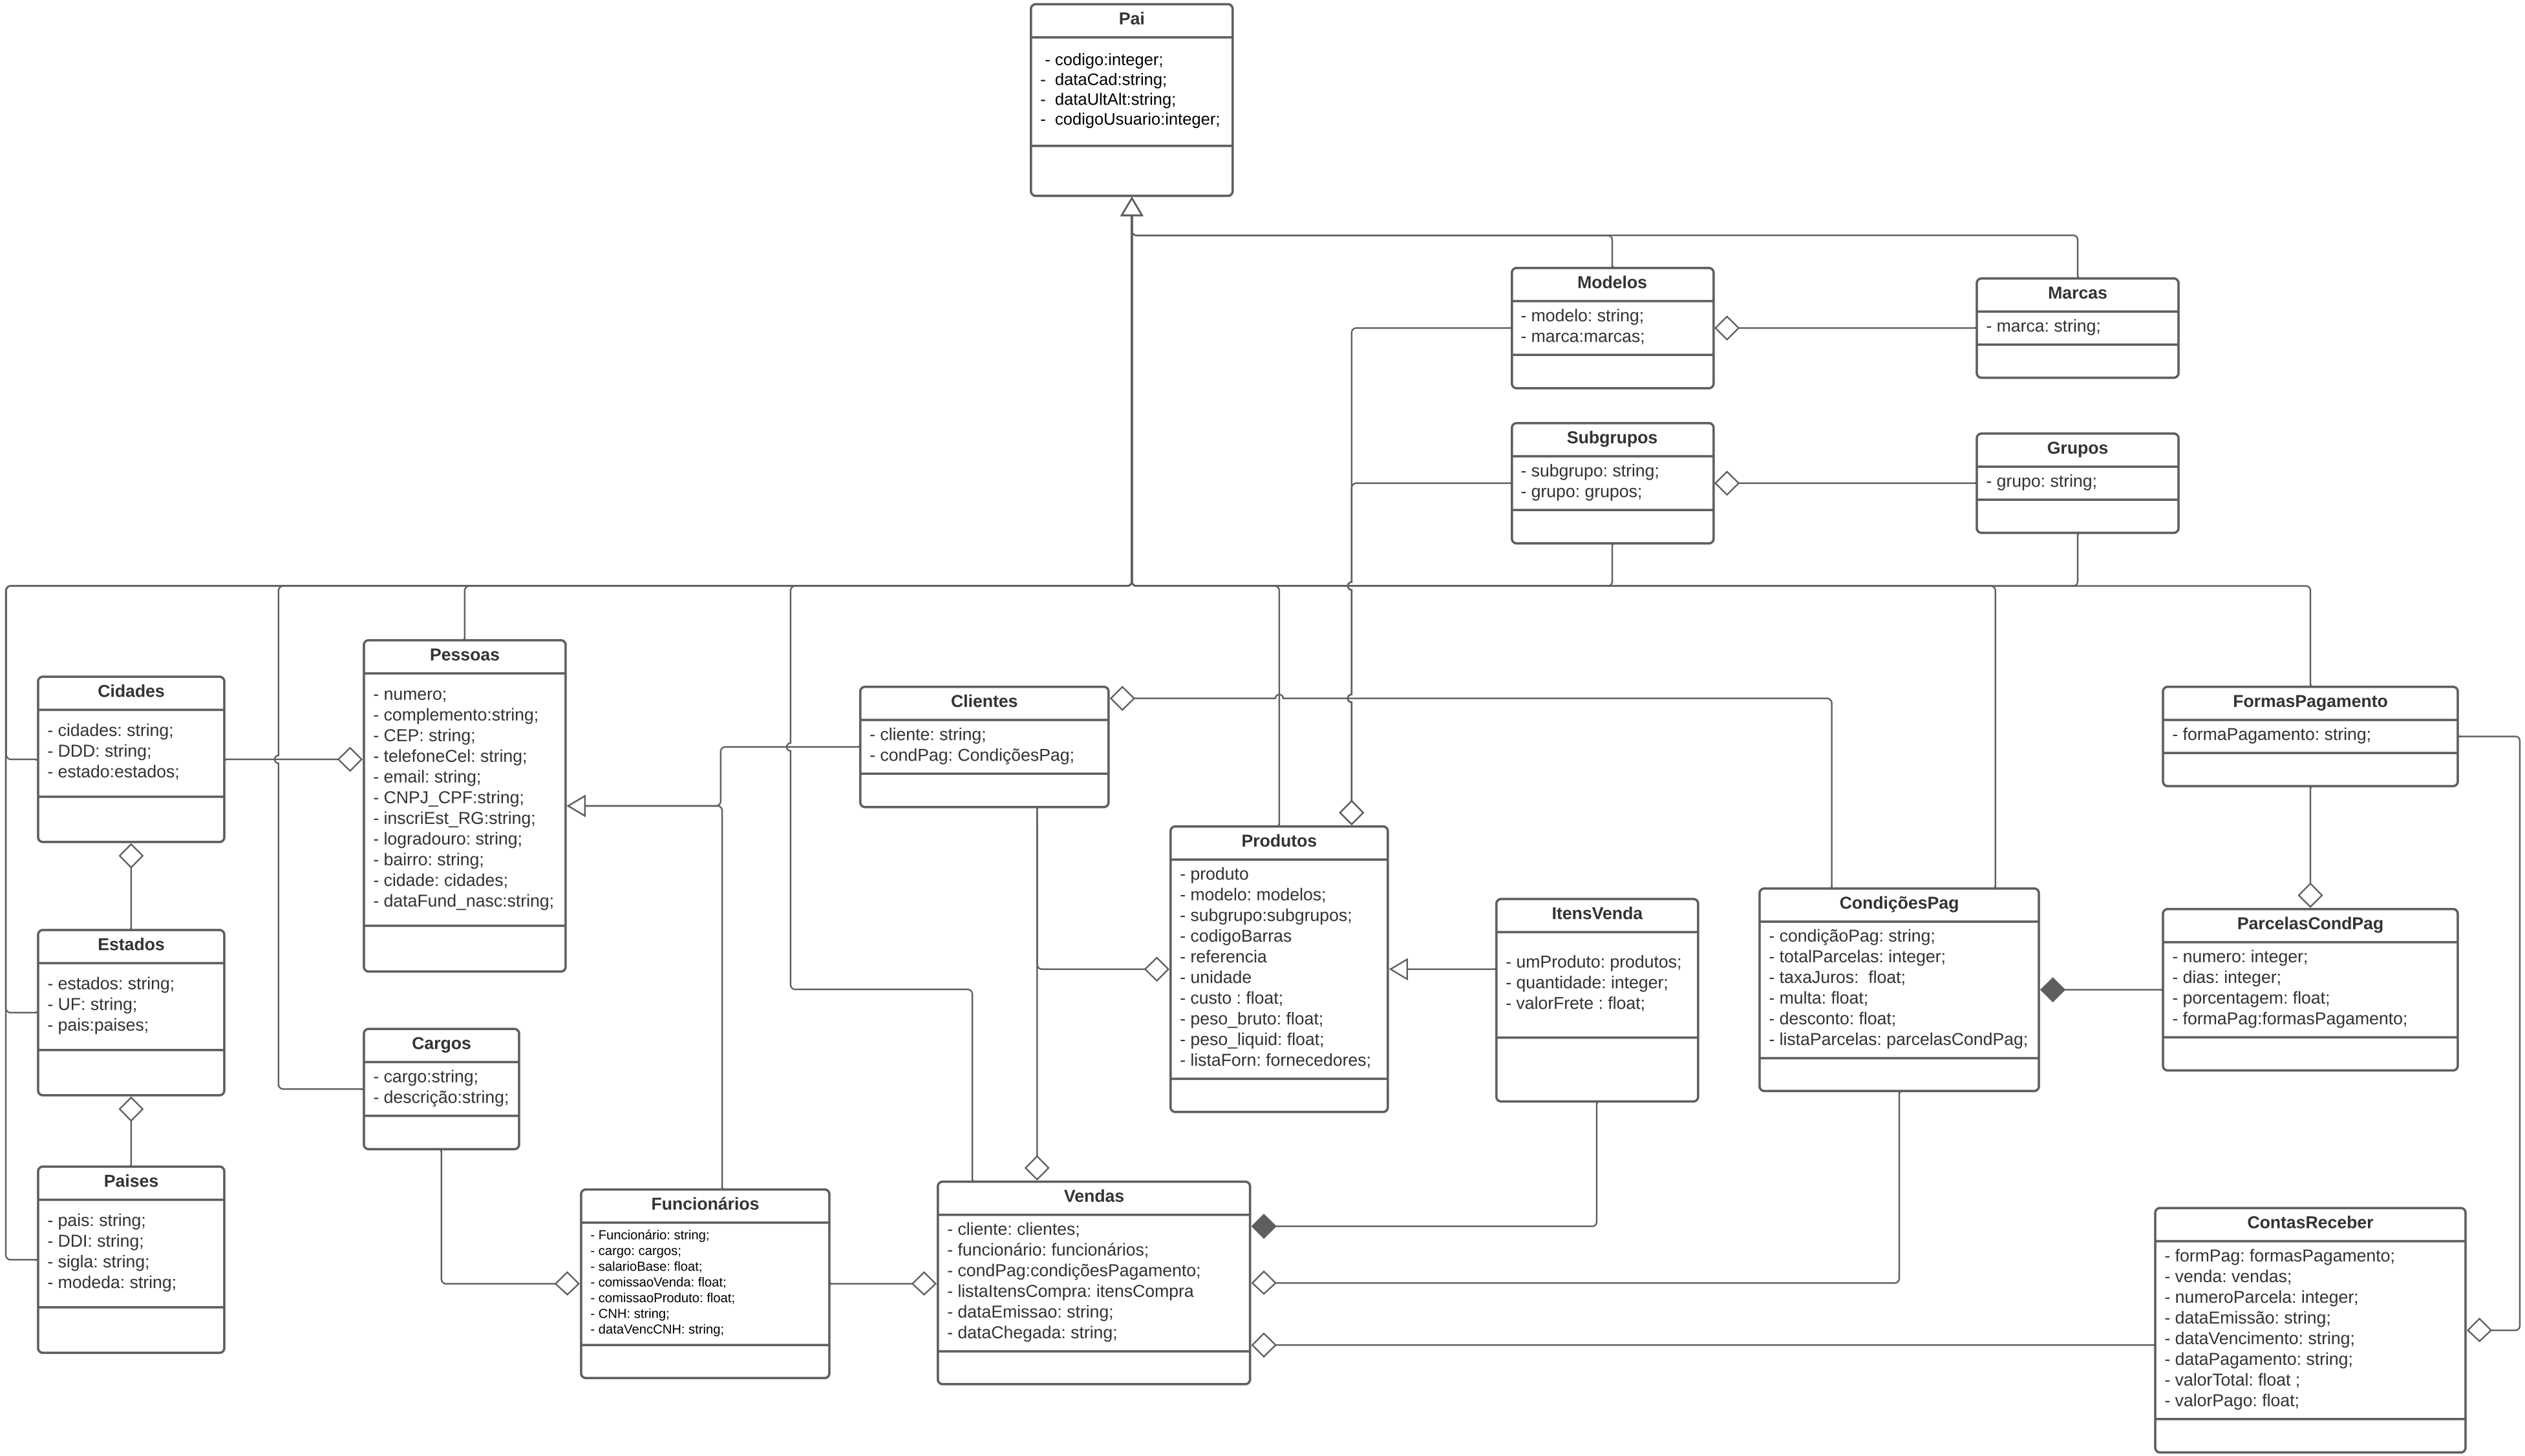 Pai
- codigo:integer;
- dataCad:string;
- dataUltAlt:string;
- codigoUsuario:integer;
Modelos
- modelo: string;
- marca:marcas;
Marcas
- marca: string;
Subgrupos
- subgrupo: string;
- grupo: grupos;
Grupos
- grupo: string;
Cidades
- cidades: string;
- DDD: string;
- estado:estados;
Pessoas
- numero;
- complemento:string;
- CEP: string;
- telefoneCel: string;
- email: string;
- CNPJ_CPF:string;
- inscriEst_RG:string;
- logradouro: string;
- bairro: string;
- cidade: cidades;
- dataFund_nasc:string;
Clientes
- cliente: string;
- condPag: CondiçõesPag;
FormasPagamento
- formaPagamento: string;
Produtos
- produto
- modelo: modelos;
- subgrupo:subgrupos;
- codigoBarras
- referencia
- unidade
- custo : float;
- peso_bruto: float;
- peso_liquid: float;
- listaForn: fornecedores;
ItensVenda
- umProduto: produtos;
- quantidade: integer;
- valorFrete : float;
CondiçõesPag
- condiçãoPag: string;
- totalParcelas: integer;
- taxaJuros:  float;
- multa: float;
- desconto: float;
- listaParcelas: parcelasCondPag;
ParcelasCondPag
- numero: integer;
- dias: integer;
- porcentagem: float;
- formaPag:formasPagamento;
Estados
- estados: string;
- UF: string;
- pais:paises;
Cargos
- cargo:string;
- descrição:string;
Paises
- pais: string;
- DDI: string;
- sigla: string;
- modeda: string;
Funcionários
- Funcionário: string;
- cargo: cargos;
- salarioBase: float;
- comissaoVenda: float;
- comissaoProduto: float;
- CNH: string;
- dataVencCNH: string;
Vendas
- cliente: clientes;
- funcionário: funcionários;
- condPag:condiçõesPagamento;
- listaItensCompra: itensCompra
- dataEmissao: string;
- dataChegada: string;
ContasReceber
- formPag: formasPagamento;
- venda: vendas;
- numeroParcela: integer;
- dataEmissão: string;
- dataVencimento: string;
- dataPagamento: string;
- valorTotal: float ;
- valorPago: float;